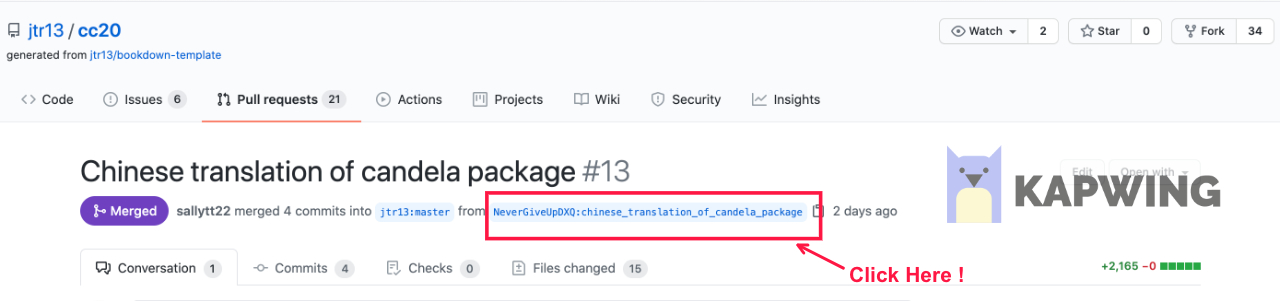 jtr13 / cc20
Watch 2 Star 0 Fork 34
generated from jtr13/bookdown-template
Code Issues 6 Pull requests 21 Actions Projects Wiki Security Insights
Chinese translation of candela package #13
Edit Open with
KAPWING
Merged sallytt22 merged 4 commits into jtr13:master from NeverGiveUpDXQ:chinese_translation_of_candela_package 2 days ago
Conversation 1 Commits 4 Checks 0 Files changed 15 +2,165 −0
Click Here !